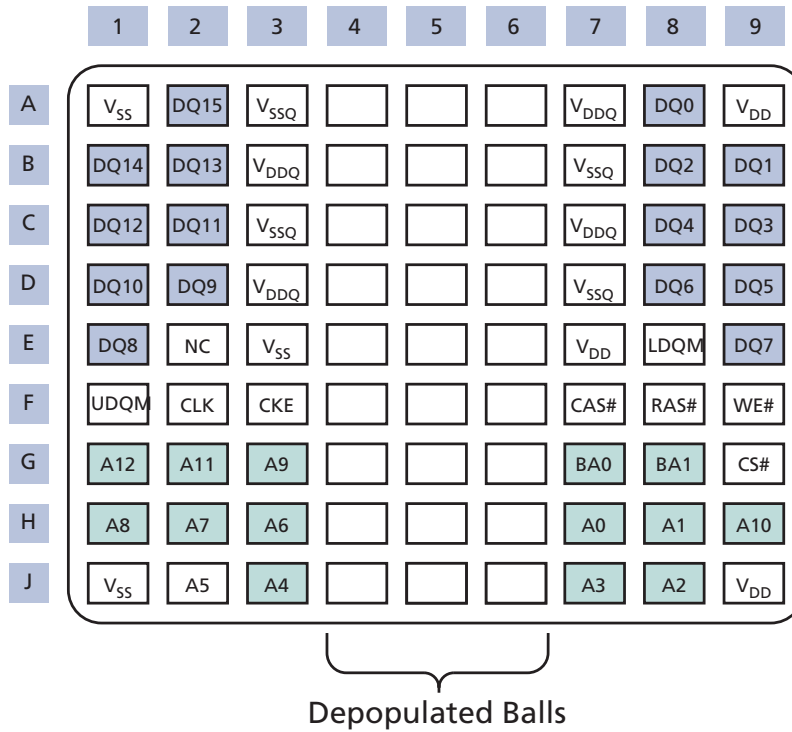 1 2 3 4 5 6 7 8 9
A VSS DQ15 VSSQ VDDQ DQ0 VDD
B DQ14 DQ13 VDDQ VSSQ DQ2 DQ1
C DQ12 DQ11 VSSQ VDDQ DQ4 DQ3
D DQ10 DQ9 VDDQ VSSQ DQ6 DQ5
E DQ8 NC VSS VDD LDQM DQ7
F UDQM CLK CKE CAS# RAS# WE#
G A12 A11 A9 BA0 BA1 CS#
H A8 A7 A6 A0 A1 A10
J VSS A5 A4 A3 A2 VDD
Depopulated Balls